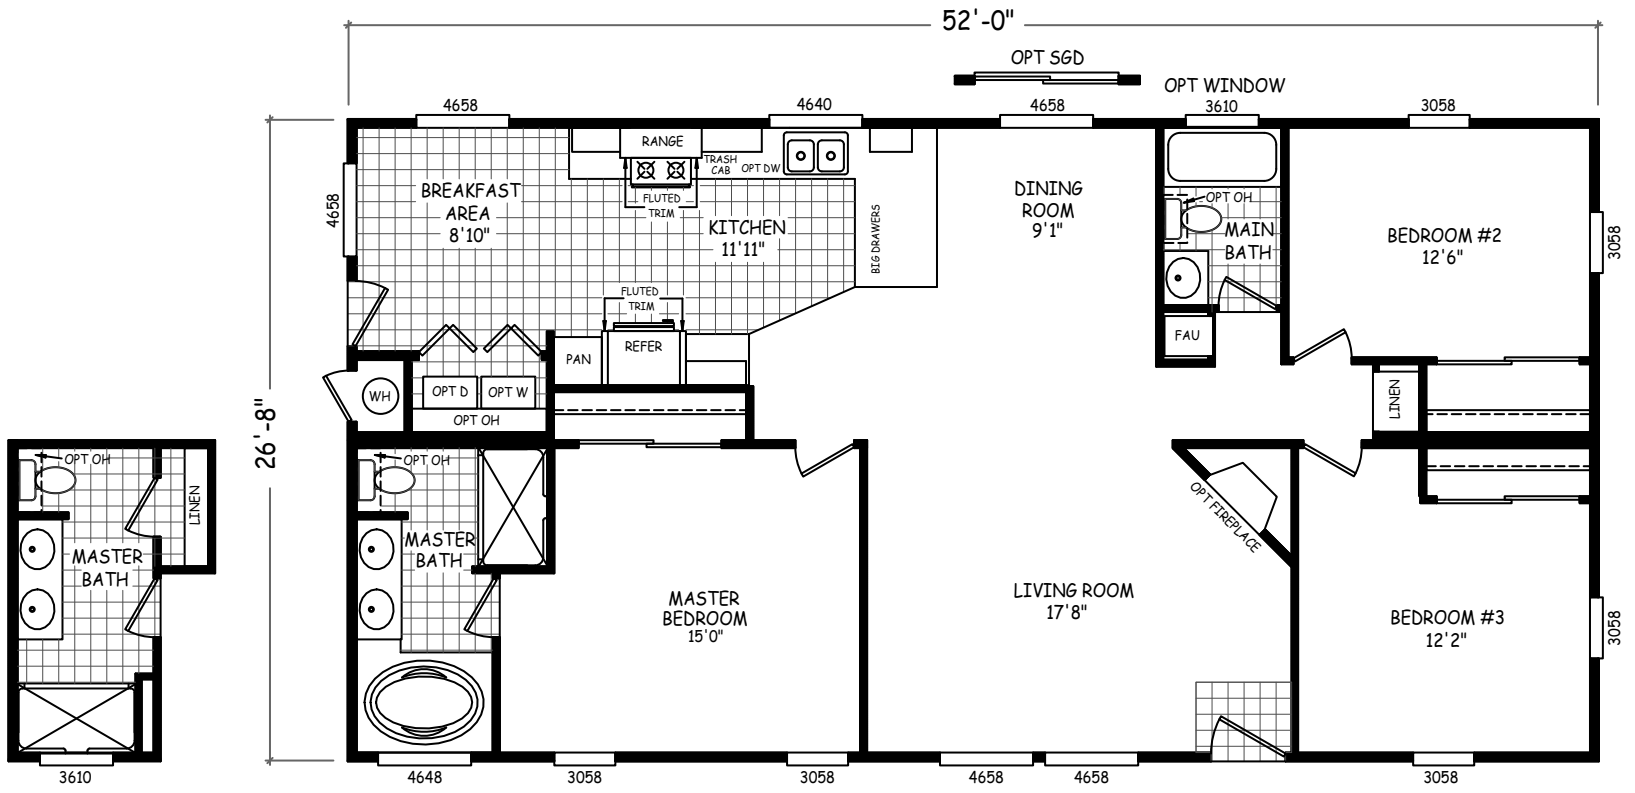 52'-0"
OPT SGD
OPT WINDOW
4658
4640
4658
3610
3058
RANGE
TRASH
CAB
OPT DW
FLUTED
TRIM
BREAKFAST
AREA
8'10"
4658
KITCHEN
11'11"
BIG DRAWERS
DINING
ROOM
9'1"
OPT OH
MAIN
BATH
BEDROOM #2
12'6"
3058
FLUTED
TRIM
PAN
REFER
FAU
WH
OPT D
OPT W
OPT OH
LINEN
26'-8"
OPT OH
LINEN
MASTER
BATH
3610
OPT OH
MASTER
BATH
MASTER
BEDROOM
15'0"
OPT FIREPLACE
LIVING ROOM
17'8"
BEDROOM #3
12'2"
3058
4648
3058
3058
4658
4658
3058